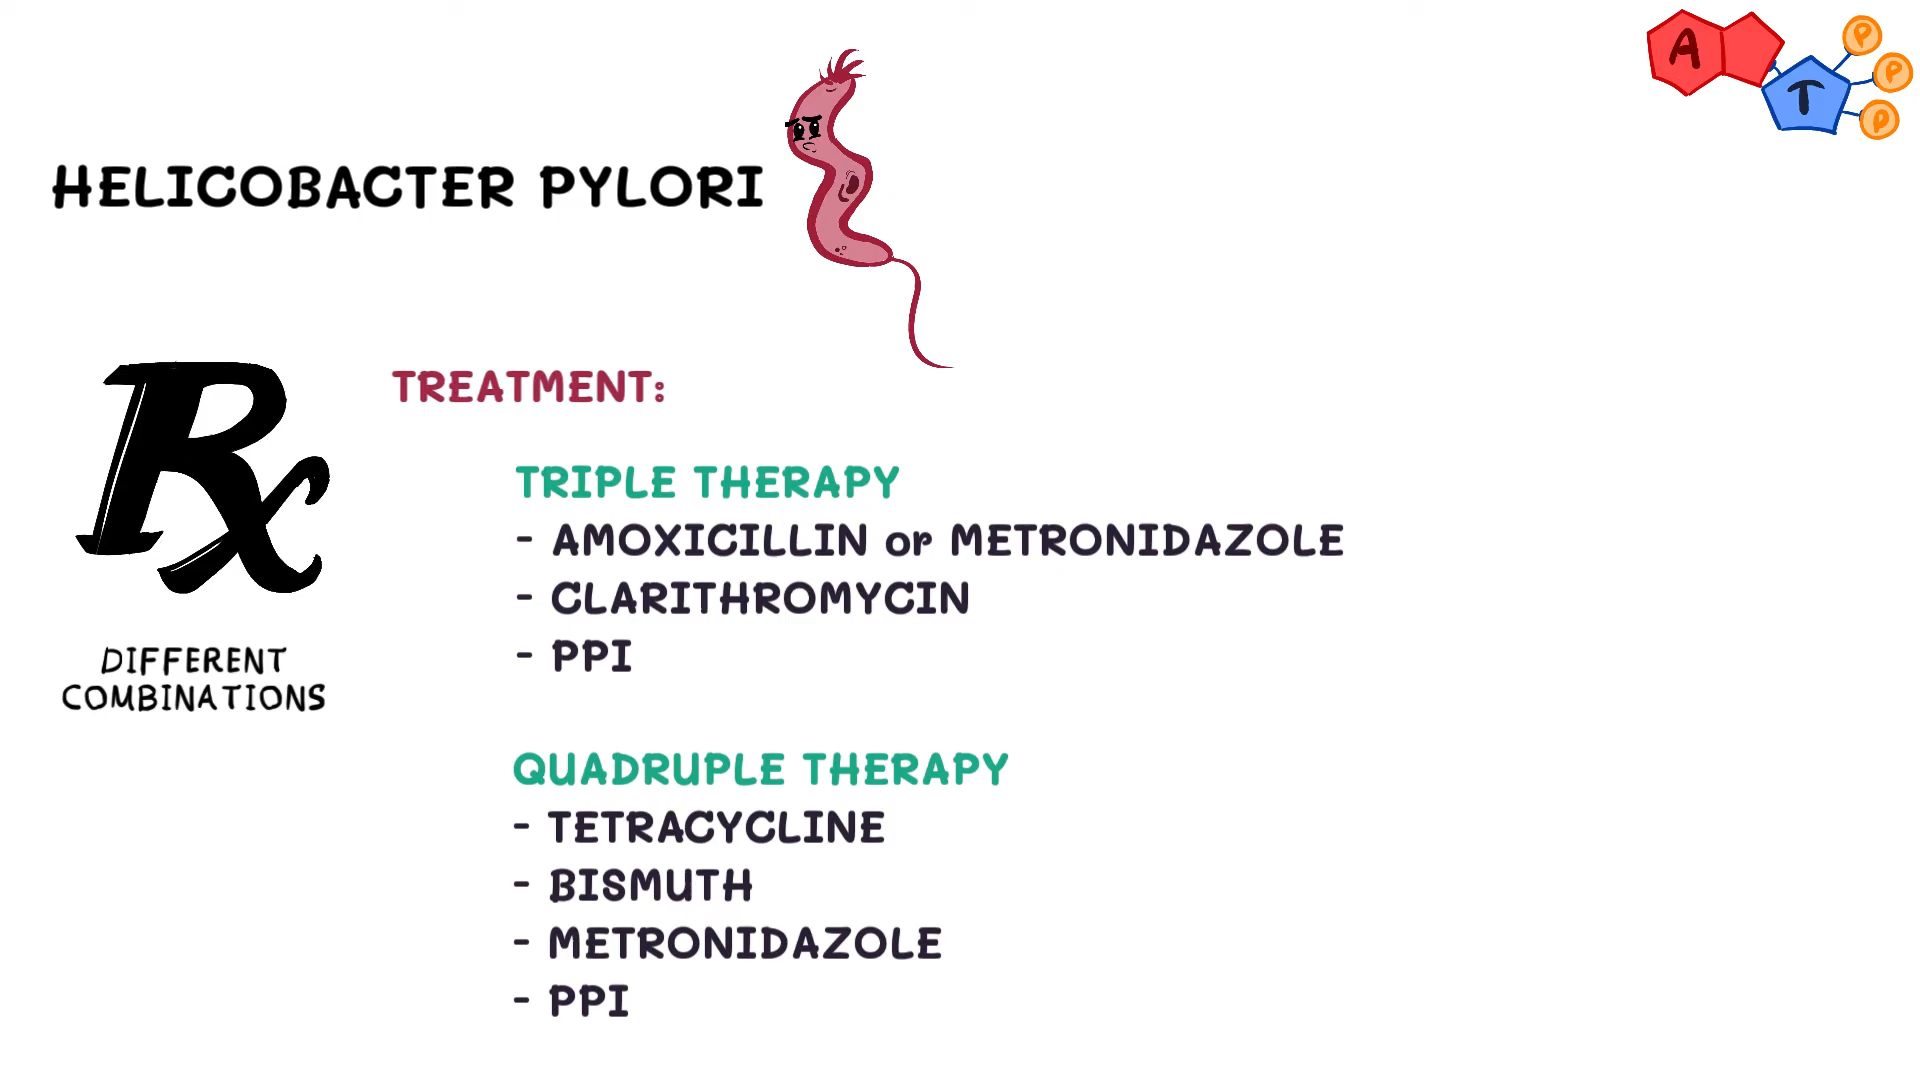 A
T
P
P
P
HELICOBACTER PYLORI
Rx
DIFFERENT
COMBINATIONS
TREATMENT:
TRIPLE THERAPY
- AMOXICILLIN or METRONIDAZOLE
- CLARITHROMYCIN
- PPI
QUADRUPLE THERAPY
- TETRACYCLINE
- BISMUTH
- METRONIDAZOLE
- PPI